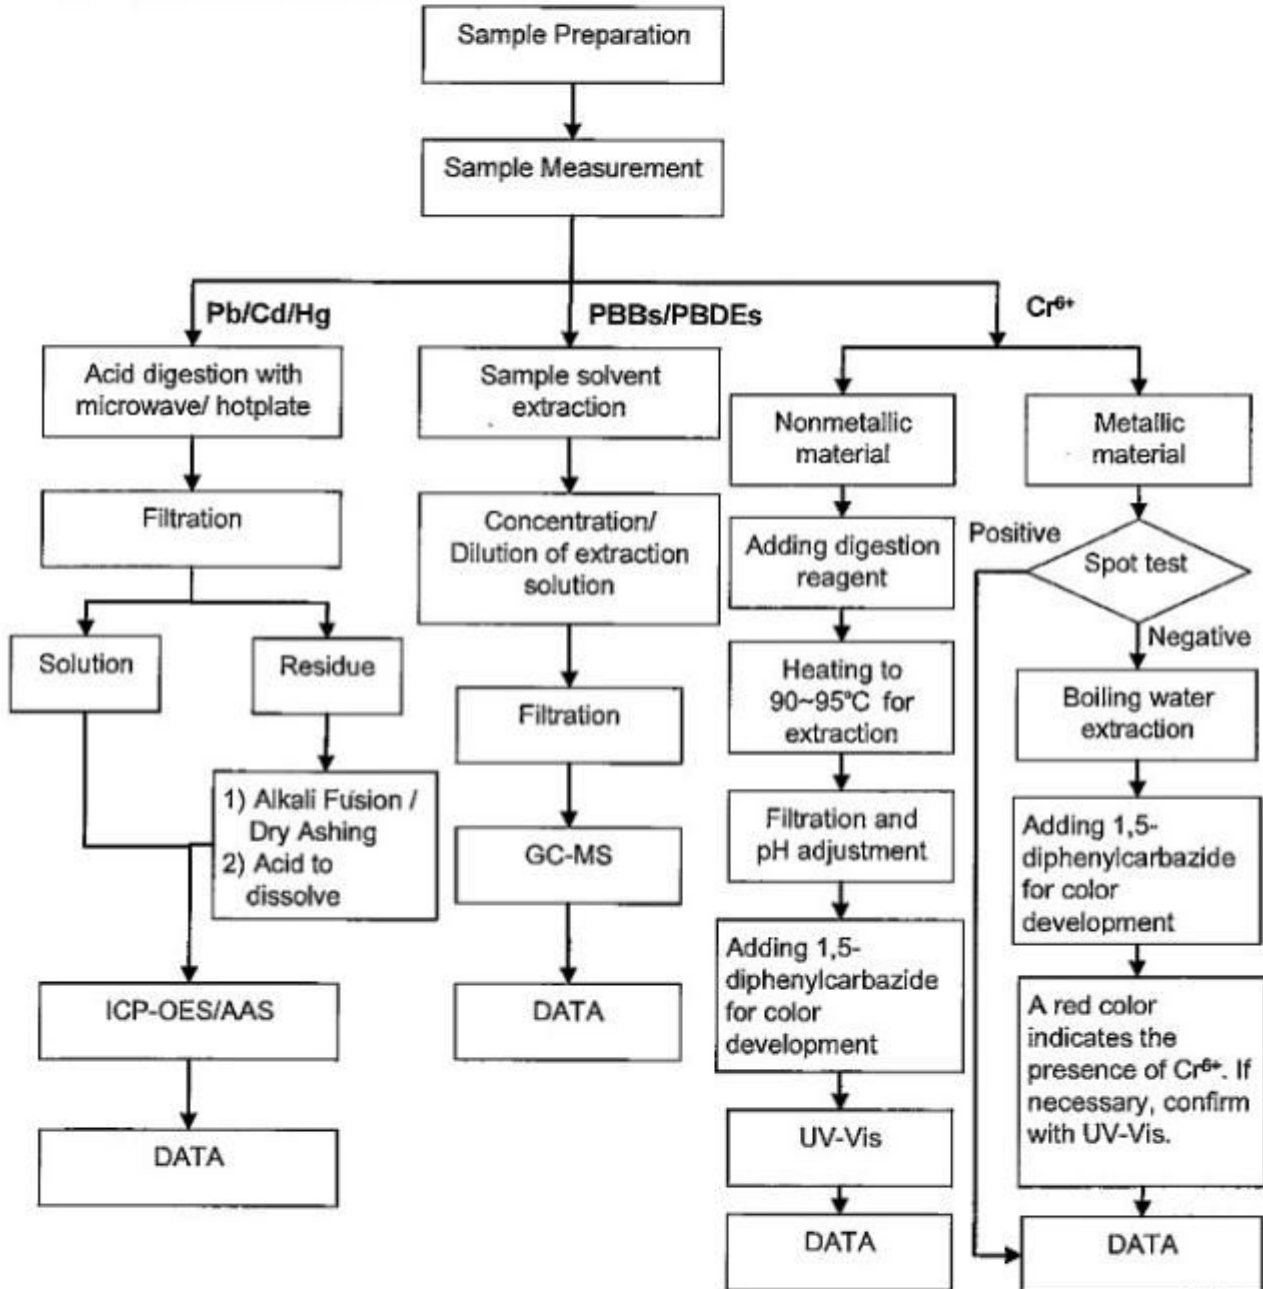 Sample Preparation
Sample Measurement
Pb/Cd/Hg
PBBs/PBDEs
Cr⁶⁺
Acid digestion with
microwave/ hotplate
Filtration
Solution
Residue
1) Alkali Fusion /
Dry Ashing
2) Acid to
dissolve
ICP-OES/AAS
DATA
Sample solvent
extraction
Concentration/
Dilution of extraction
solution
Filtration
GC-MS
DATA
Nonmetallic
material
Adding digestion
reagent
Heating to
90~95℃ for
extraction
Filtration and
pH adjustment
Adding 1,5-
diphenylcarbazide
for color
development
UV-Vis
DATA
Metallic
material
Spot test
Positive
Negative
Boiling water
extraction
Adding 1,5-
diphenylcarbazide
for color
development
A red color
indicates the
presence of Cr⁶⁺. If
necessary, confirm
with UV-Vis.
DATA